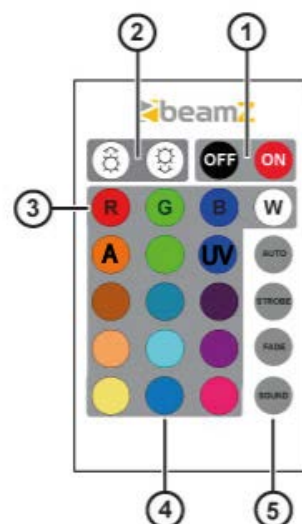 2
1
beamZ
OFF ON
3
R G B W
A UV AUTO
STROBE
FADE
SOUND
4
5